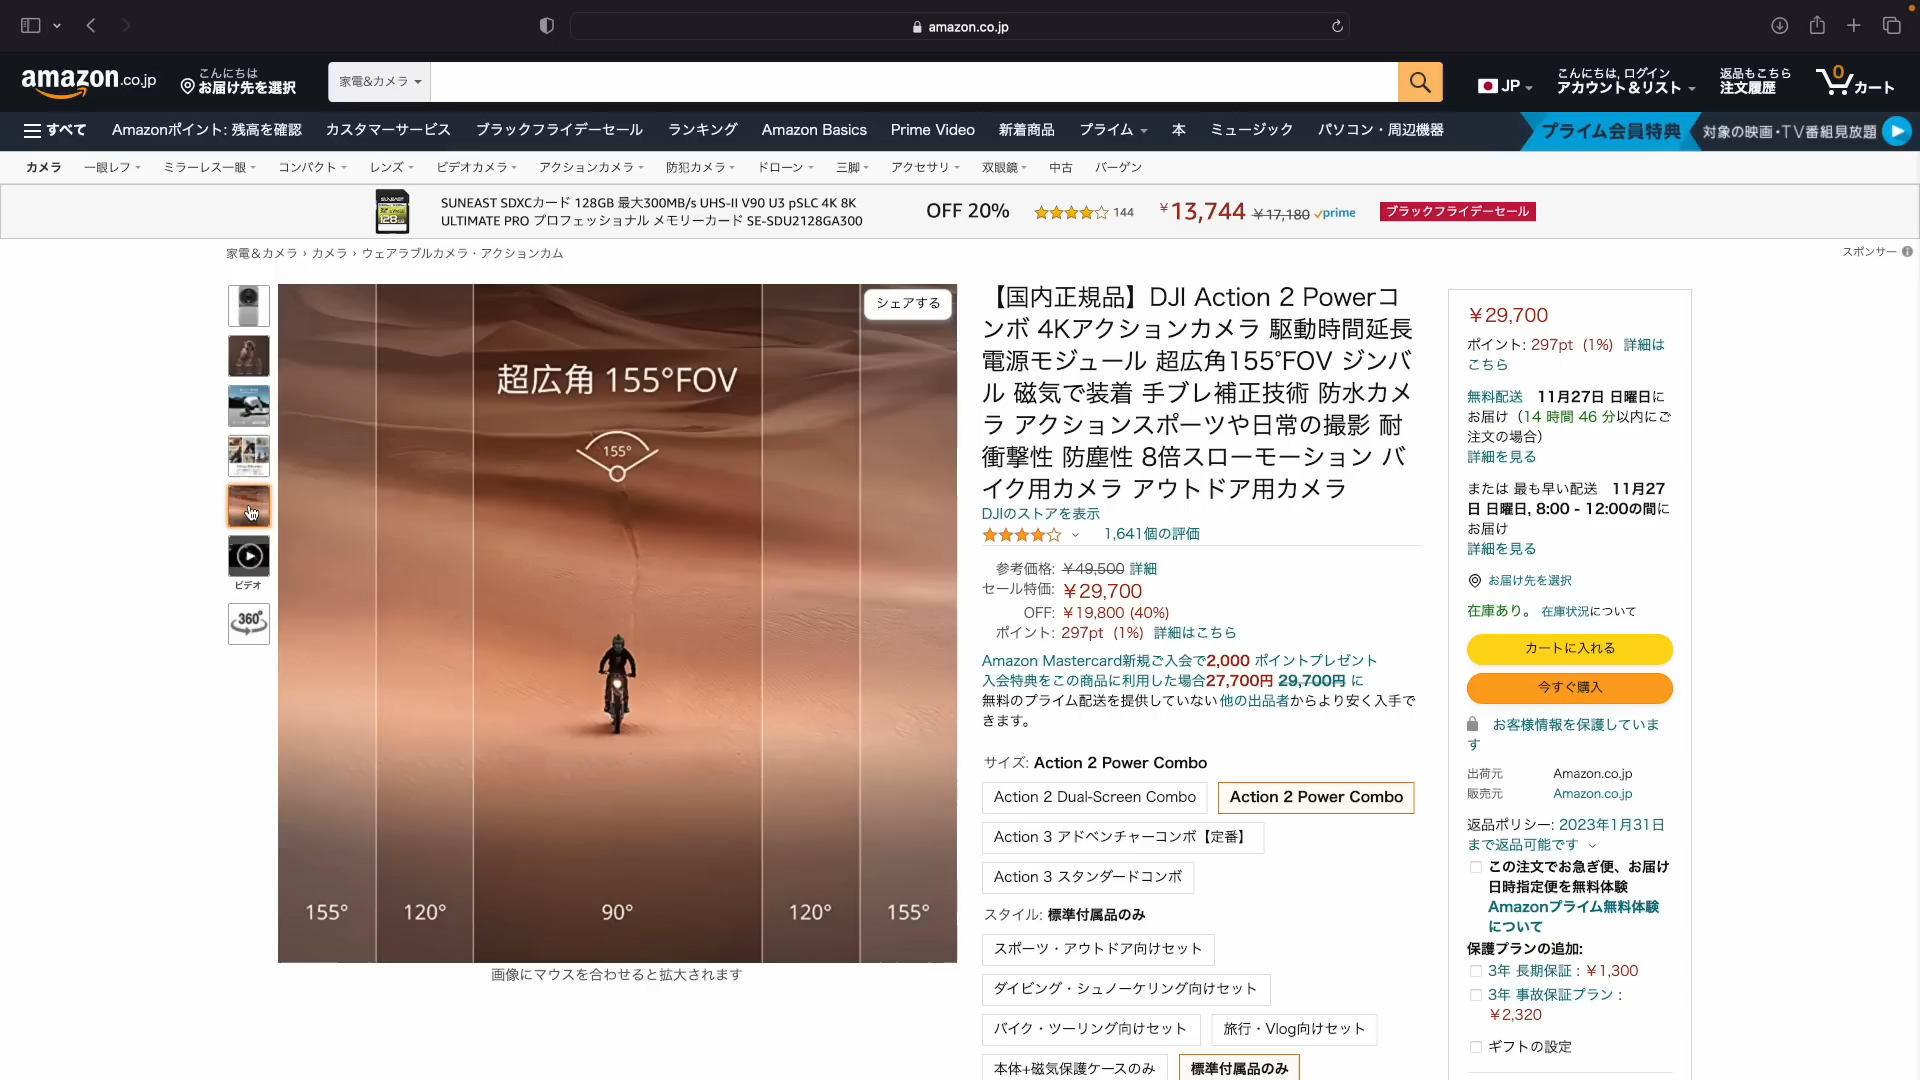 amazon.co.jp
amazon.co.jp
こんにちは
お届け先を選択
家電&カメラ
JP
こんにちは, ログイン
アカウント&リスト
返品もこちら
注文履歴
0
カート
すべて
Amazonポイント: 残高を確認
カスタマーサービス
ブラックフライデーセール
ランキング
Amazon Basics
Prime Video
新着商品
プライム
本
ミュージック
パソコン・周辺機器
プライム会員特典
対象の映画・TV番組見放題
カメラ
一眼レフ
ミラーレス一眼
コンパクト
レンズ
ビデオカメラ
アクションカメラ
防犯カメラ
ドローン
三脚
アクセサリ
双眼鏡
中古
バーゲン
SUNEAST SDXCカード 128GB 最大300MB/s UHS-II V90 U3 pSLC 4K 8K
ULTIMATE PRO プロフェッショナル メモリーカード SE-SDU2128GA300
OFF 20%
144
¥13,744 ¥17,180 prime
ブラックフライデーセール
家電&カメラ › カメラ › ウェアラブルカメラ・アクションカム
スポンサー
ビデオ
360°
シェアする
超広角 155°FOV
155°
155°
120°
90°
120°
155°
画像にマウスを合わせると拡大されます
【国内正規品】DJI Action 2 Powerコ
ンボ 4Kアクションカメラ 駆動時間延長
電源モジュール 超広角155°FOV ジンバ
ル 磁気で装着 手ブレ補正技術 防水カメ
ラ アクションスポーツや日常の撮影 耐
衝撃性 防塵性 8倍スローモーション バ
イク用カメラ アウトドア用カメラ
DJIのストアを表示
1,641個の評価
参考価格: ¥49,500 詳細
セール特価: ¥29,700
OFF: ¥19,800 (40%)
ポイント: 297pt (1%) 詳細はこちら
Amazon Mastercard新規ご入会で2,000 ポイントプレゼント
入会特典をこの商品に利用した場合27,700円 29,700円 に
無料のプライム配送を提供していない他の出品者からより安く入手で
きます。
サイズ: Action 2 Power Combo
Action 2 Dual-Screen Combo
Action 2 Power Combo
Action 3 アドベンチャーコンボ【定番】
Action 3 スタンダードコンボ
スタイル: 標準付属品のみ
スポーツ・アウトドア向けセット
ダイビング・シュノーケリング向けセット
バイク・ツーリング向けセット
旅行・Vlog向けセット
本体+磁気保護ケースのみ
標準付属品のみ
¥29,700
ポイント: 297pt (1%) 詳細は
こちら
無料配送 11月27日 日曜日に
お届け（14 時間 46 分以内にご
注文の場合）
詳細を見る
または 最も早い配送 11月27
日 日曜日, 8:00 - 12:00の間に
お届け
詳細を見る
お届け先を選択
在庫あり。 在庫状況について
カートに入れる
今すぐ購入
お客様情報を保護していま
す
出荷元 Amazon.co.jp
販売元 Amazon.co.jp
返品ポリシー: 2023年1月31日
まで返品可能です
この注文でお急ぎ便、お届け
日時指定便を無料体験
Amazonプライム無料体験
について
保護プランの追加:
3年 長期保証 : ¥1,300
3年 事故保証プラン :
¥2,320
ギフトの設定